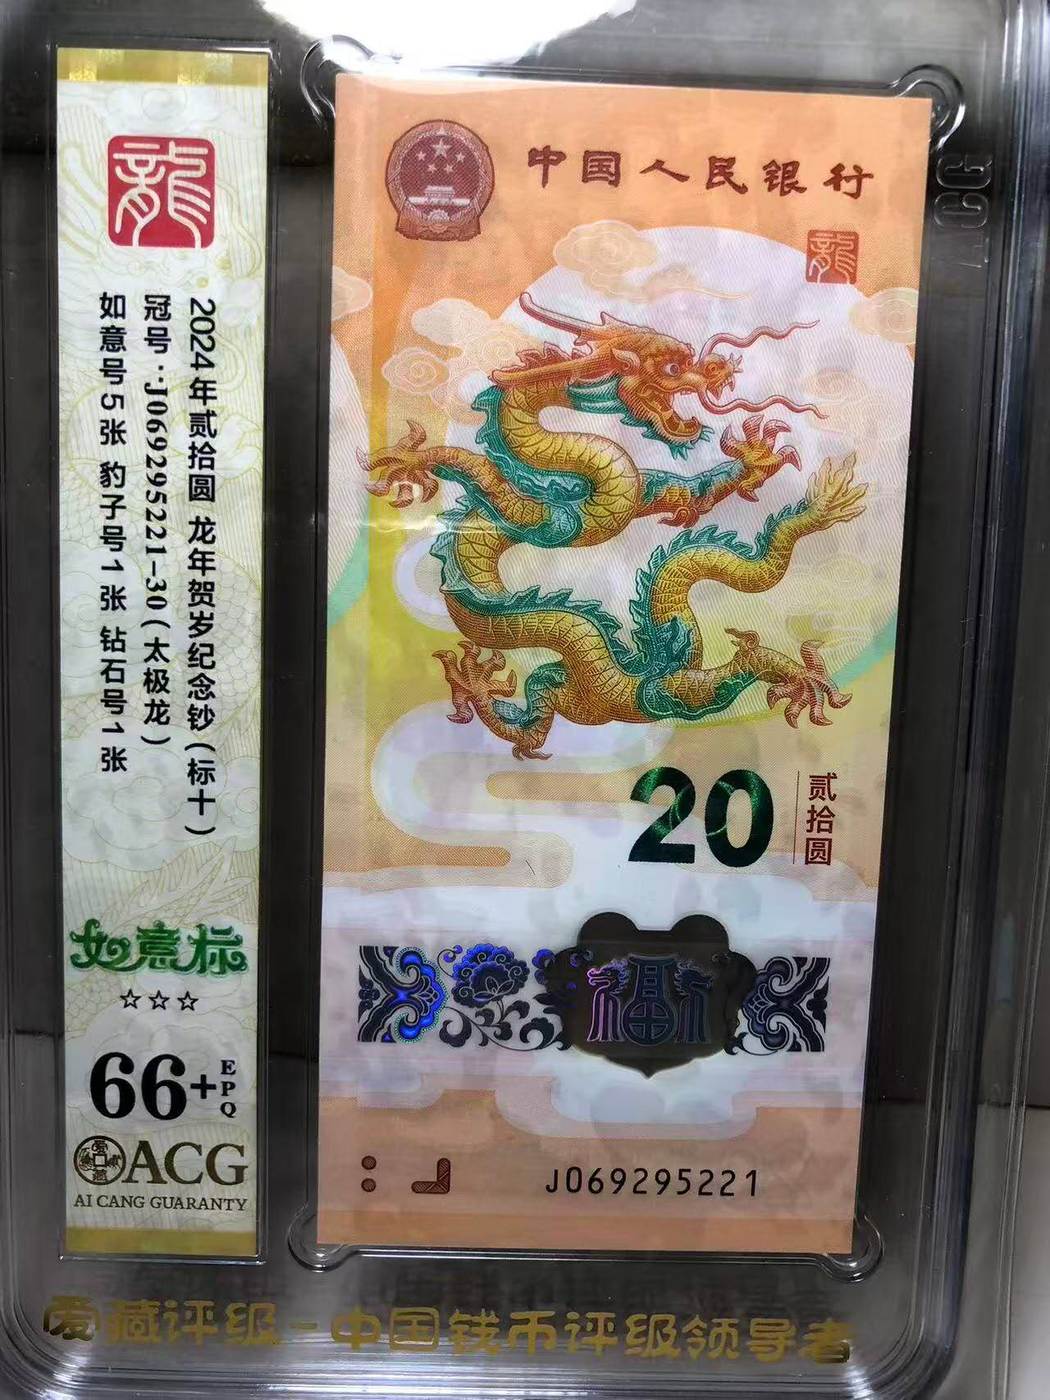 龍
2024年贰拾圆 龙年贺岁纪念钞（标十）
冠号：J069295221-30（太极龙）
如意号5张 豹子号1张 钻石号1张
如意标
☆☆☆
66+
EPQ
ACG
AI CANG GUARANTY
中国人民银行
龍
20
贰拾圆
福
J069295221
爱藏评级-中国钱币评级领导者